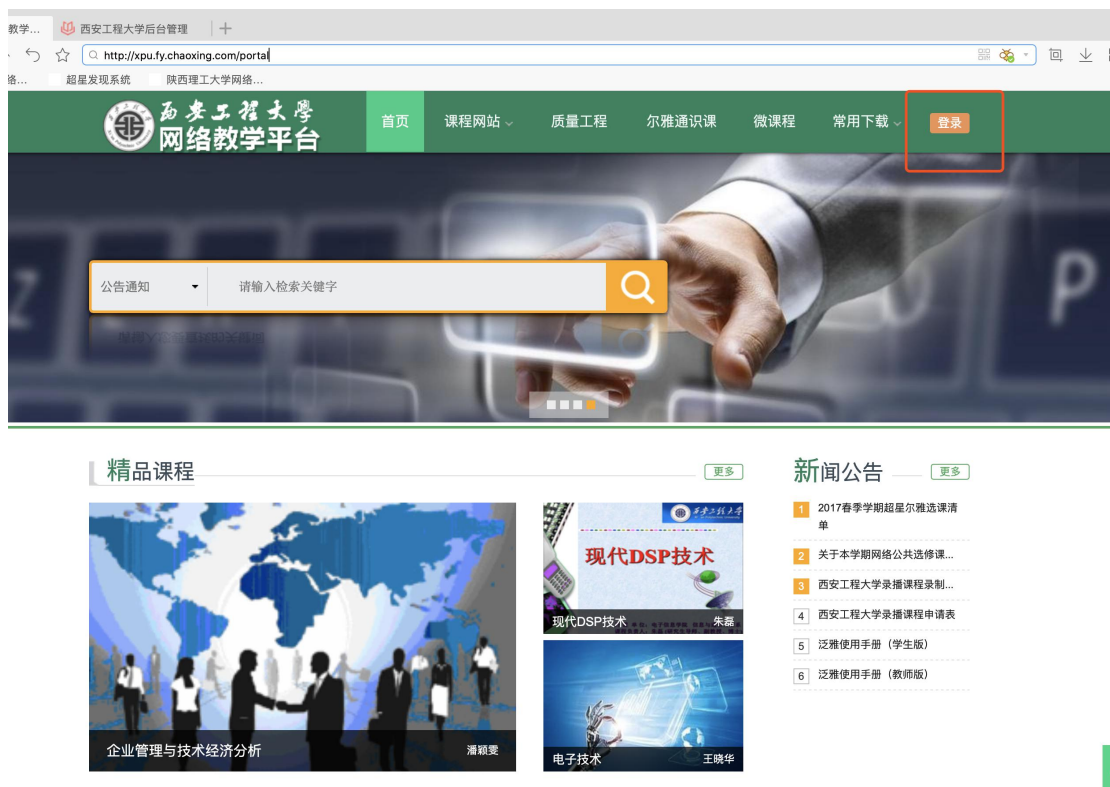 教学...
西安工程大学后台管理
http://xpu.fy.chaoxing.com/portal
络...
超星发现系统
陕西理工大学网络...
西安工程大学
网络教学平台
首页
课程网站
质量工程
尔雅通识课
微课程
常用下载
登录
公告通知
请输入检索关健字
精品课程
更多
新闻公告
更多
1 2017春季学期超星尔雅选课清
单
2 关于本学期网络公共选修课...
3 西安工程大学录播课程录制...
4 西安工程大学录播课程申请表
5 泛雅使用手册（学生版）
6 泛雅使用手册（教师版）
西安工程大学
现代DSP技术
现代DSP技术
朱磊
企业管理与技术经济分析
潘颖雯
电子技术
王晓华